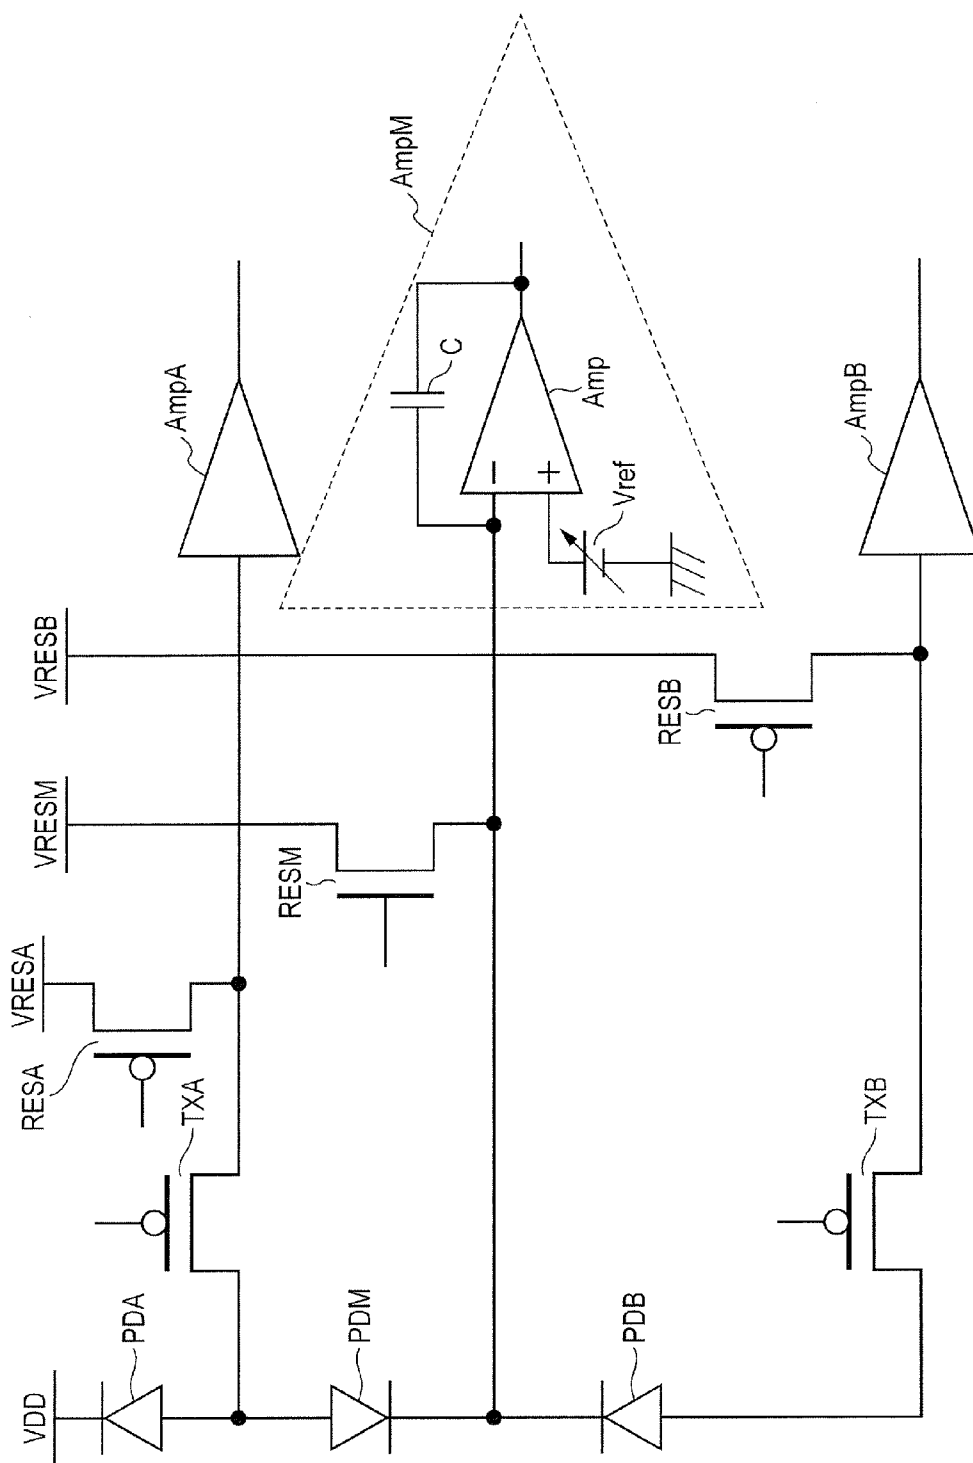 VDD
PDA
PDM
PDB
TXA
TXB
RESA
VRESA
RESM
VRESM
RESB
VRESB
AmpA
AmpM
C
Amp
−
+
Vref
AmpB